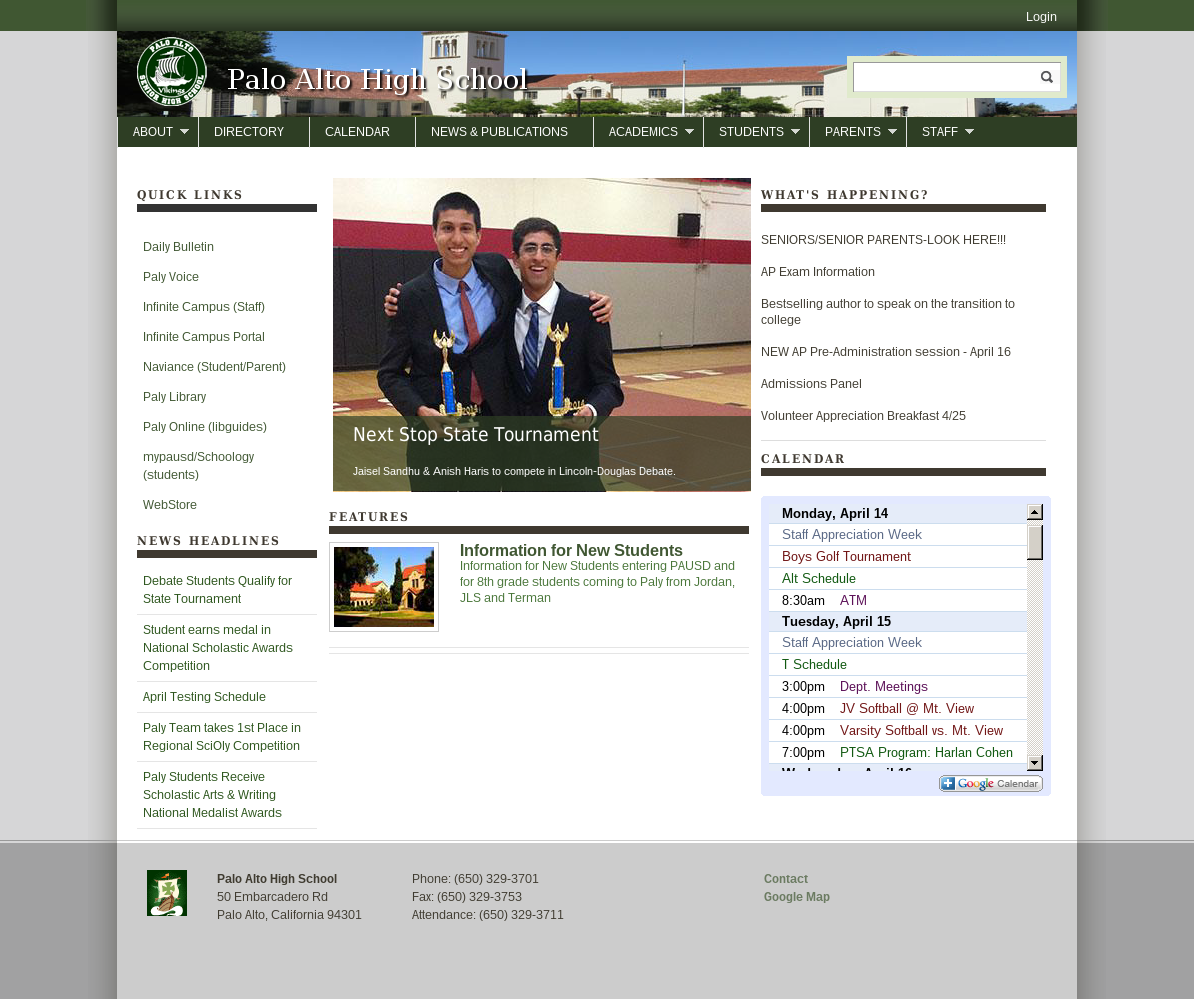 Login
PALO ALTO
Vikings
SENIOR HIGH SCHOOL
Palo Alto High School
ABOUT
DIRECTORY
CALENDAR
NEWS & PUBLICATIONS
ACADEMICS
STUDENTS
PARENTS
STAFF
QUICK LINKS
Daily Bulletin
Paly Voice
Infinite Campus (Staff)
Infinite Campus Portal
Naviance (Student/Parent)
Paly Library
Paly Online (libguides)
mypausd/Schoology
(students)
WebStore
NEWS HEADLINES
Debate Students Qualify for
State Tournament
Student earns medal in
National Scholastic Awards
Competition
April Testing Schedule
Paly Team takes 1st Place in
Regional SciOly Competition
Paly Students Receive
Scholastic Arts & Writing
National Medalist Awards
2014
2014
Next Stop State Tournament
Jaisel Sandhu & Anish Haris to compete in Lincoln-Douglas Debate.
FEATURES
Information for New Students
Information for New Students entering PAUSD and
for 8th grade students coming to Paly from Jordan,
JLS and Terman
WHAT'S HAPPENING?
SENIORS/SENIOR PARENTS-LOOK HERE!!!
AP Exam Information
Bestselling author to speak on the transition to
college
NEW AP Pre-Administration session - April 16
Admissions Panel
Volunteer Appreciation Breakfast 4/25
CALENDAR
Monday, April 14
Staff Appreciation Week
Boys Golf Tournament
Alt Schedule
8:30am ATM
Tuesday, April 15
Staff Appreciation Week
T Schedule
3:00pm Dept. Meetings
4:00pm JV Softball @ Mt. View
4:00pm Varsity Softball vs. Mt. View
7:00pm PTSA Program: Harlan Cohen
Wednesday, April 16
Google Calendar
Palo Alto High School
50 Embarcadero Rd
Palo Alto, California 94301
Phone: (650) 329-3701
Fax: (650) 329-3753
Attendance: (650) 329-3711
Contact
Google Map